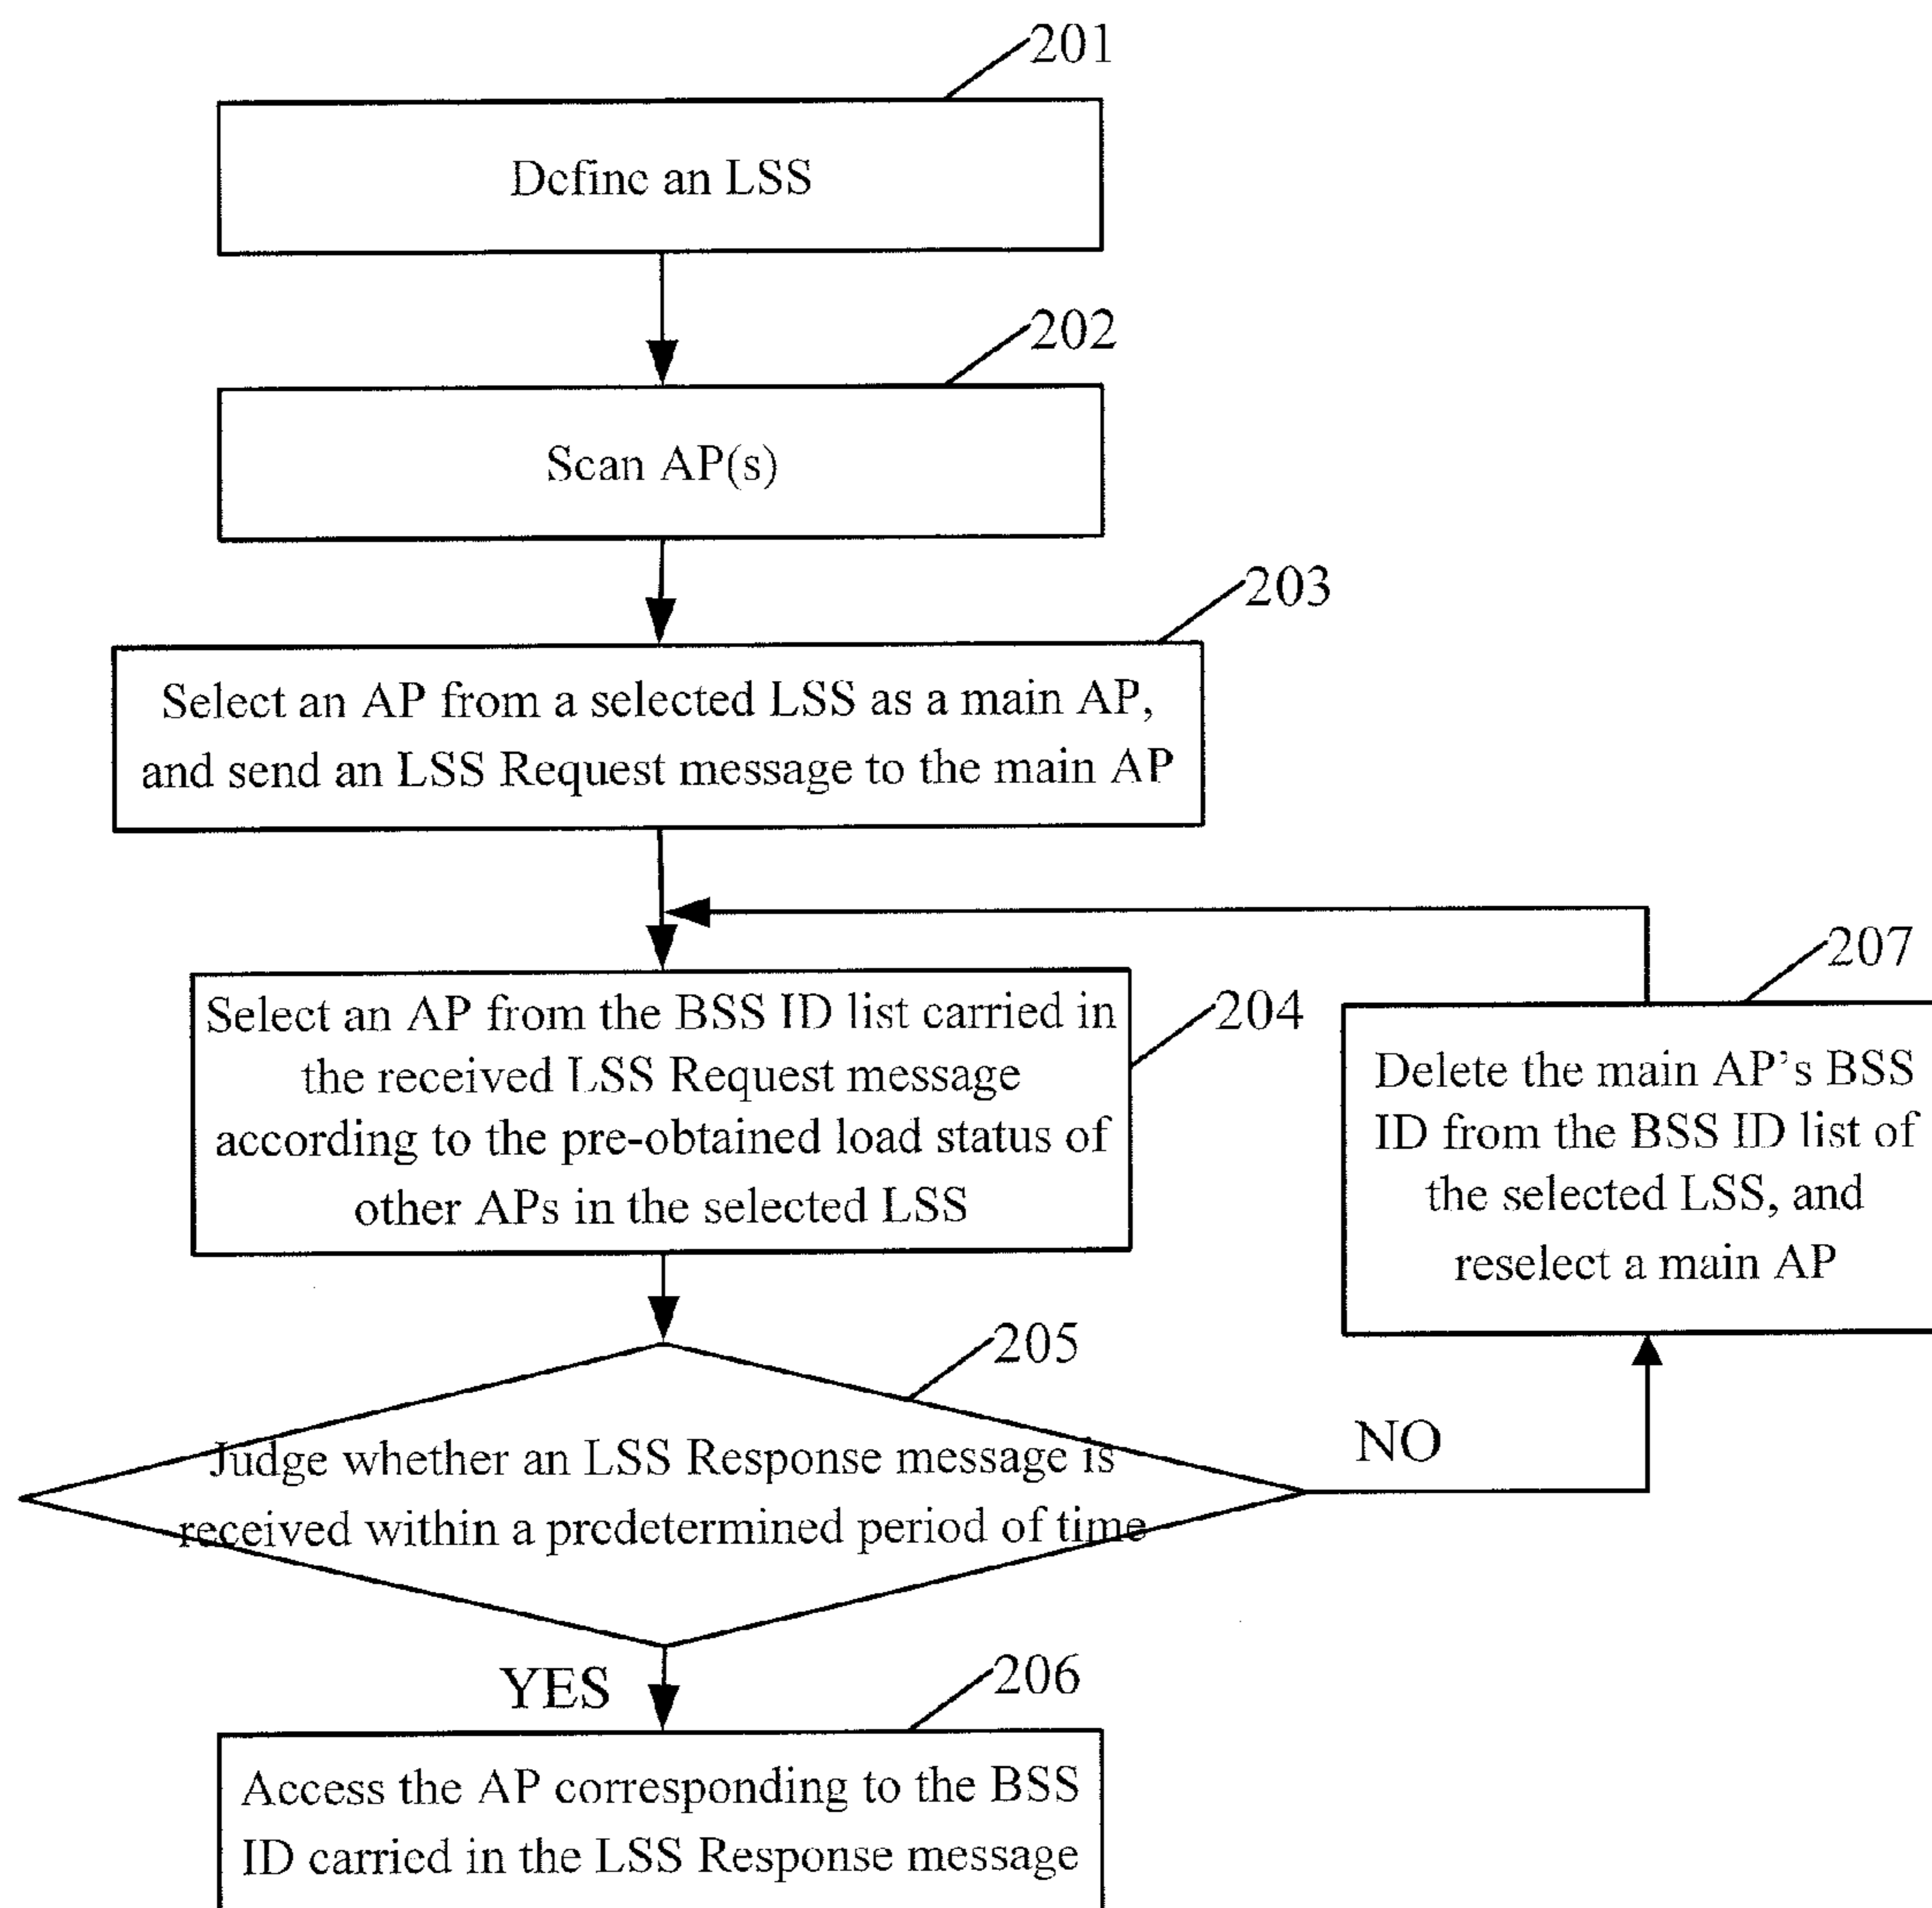 201
Define an LSS
202
Scan AP(s)
203
Select an AP from a selected LSS as a main AP,
and send an LSS Request message to the main AP
207
204
Select an AP from the BSS ID list carried in
the received LSS Request message
according to the pre-obtained load status of
other APs in the selected LSS
Delete the main AP's BSS
ID from the BSS ID list of
the selected LSS, and
reselect a main AP
205
Judge whether an LSS Response message is
received within a predetermined period of time
NO
YES
206
Access the AP corresponding to the BSS
ID carried in the LSS Response message